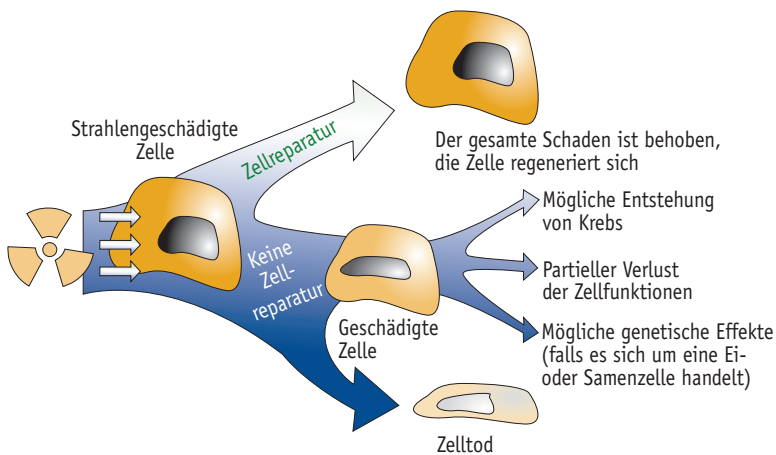 Strahlengeschädigte
Zelle
Zellreparatur
Der gesamte Schaden ist behoben,
die Zelle regeneriert sich
Keine
Zell-
reparatur
Geschädigte
Zelle
Mögliche Entstehung
von Krebs
Partieller Verlust
der Zellfunktionen
Mögliche genetische Effekte
(falls es sich um eine Ei-
oder Samenzelle handelt)
Zelltod